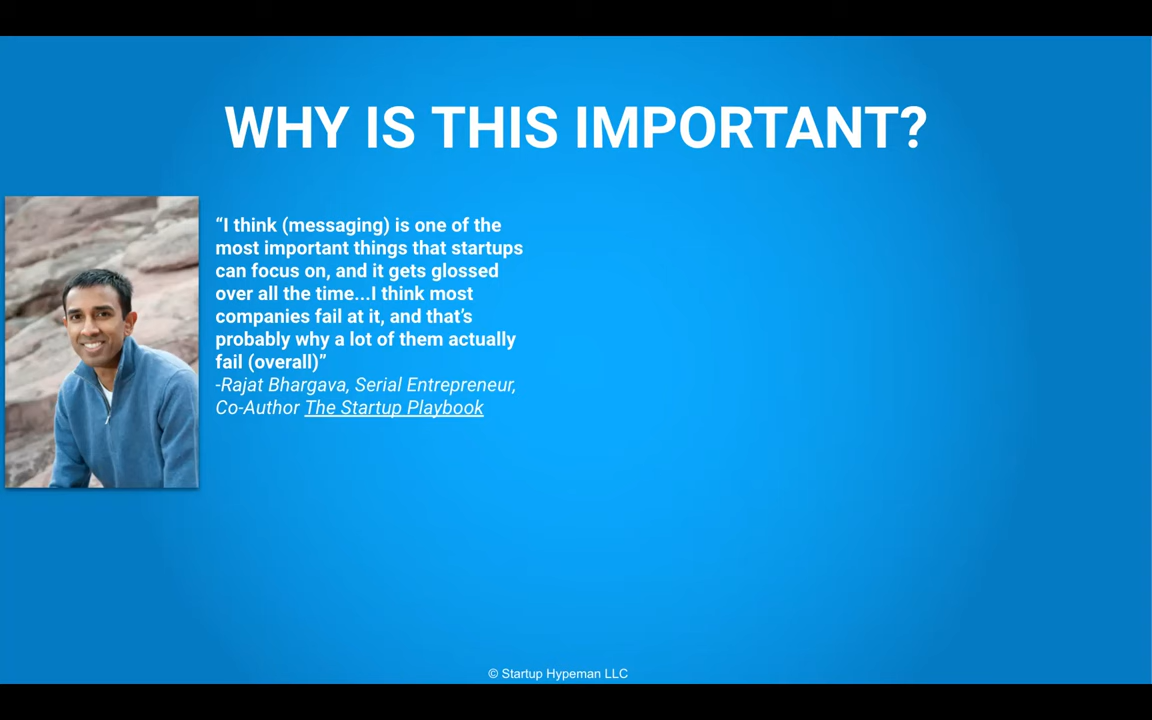 WHY IS THIS IMPORTANT?
“I think (messaging) is one of the
most important things that startups
can focus on, and it gets glossed
over all the time...I think most
companies fail at it, and that’s
probably why a lot of them actually
fail (overall)”
-Rajat Bhargava, Serial Entrepreneur,
Co-Author The Startup Playbook
© Startup Hypeman LLC